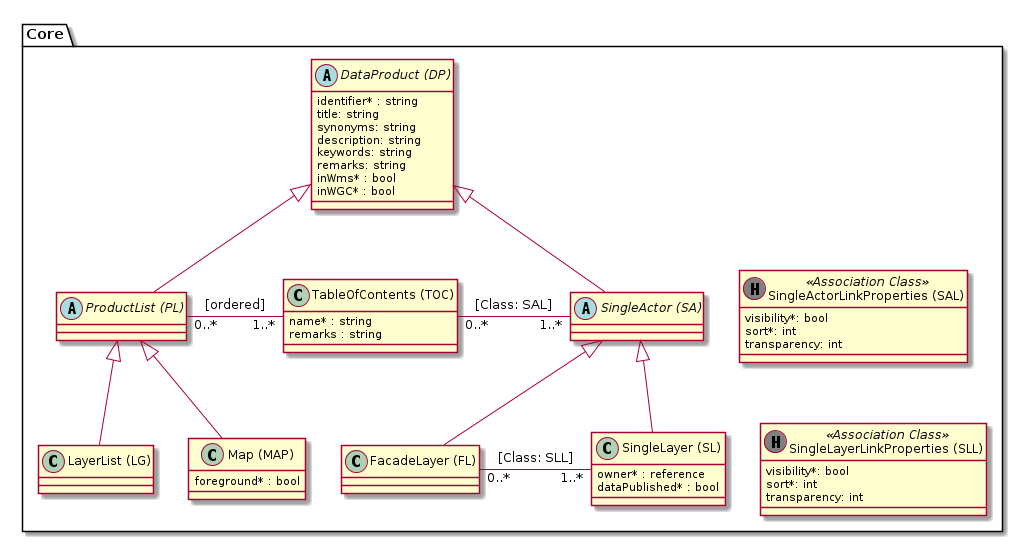 Core
A DataProduct (DP)
identifier* : string
title: string
synonyms: string
description: string
keywords: string
remarks: string
inWms* : bool
inWGC* : bool
A ProductList (PL)
[ordered]
0..* 1..*
C TableOfContents (TOC)
name* : string
remarks : string
[Class: SAL]
0..* 1..*
A SingleActor (SA)
H «Association Class»
SingleActorLinkProperties (SAL)
visibility*: bool
sort*: int
transparency: int
C LayerList (LG)
C Map (MAP)
foreground* : bool
C FacadeLayer (FL)
[Class: SLL]
0..* 1..*
C SingleLayer (SL)
owner* : reference
dataPublished* : bool
H «Association Class»
SingleLayerLinkProperties (SLL)
visibility*: bool
sort*: int
transparency: int